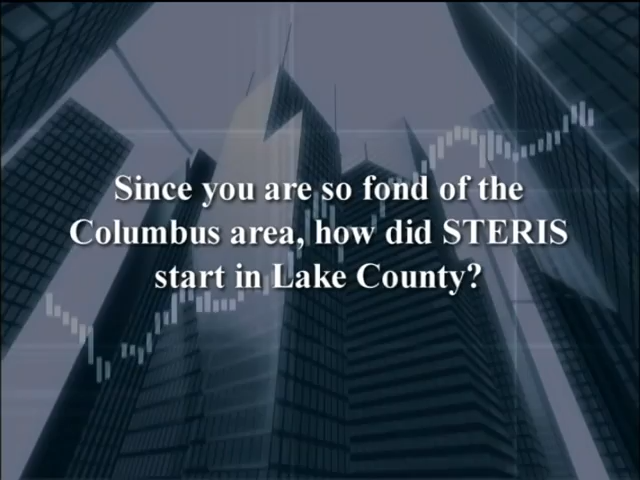 Since you are so fond of the
Columbus area, how did STERIS
start in Lake County?